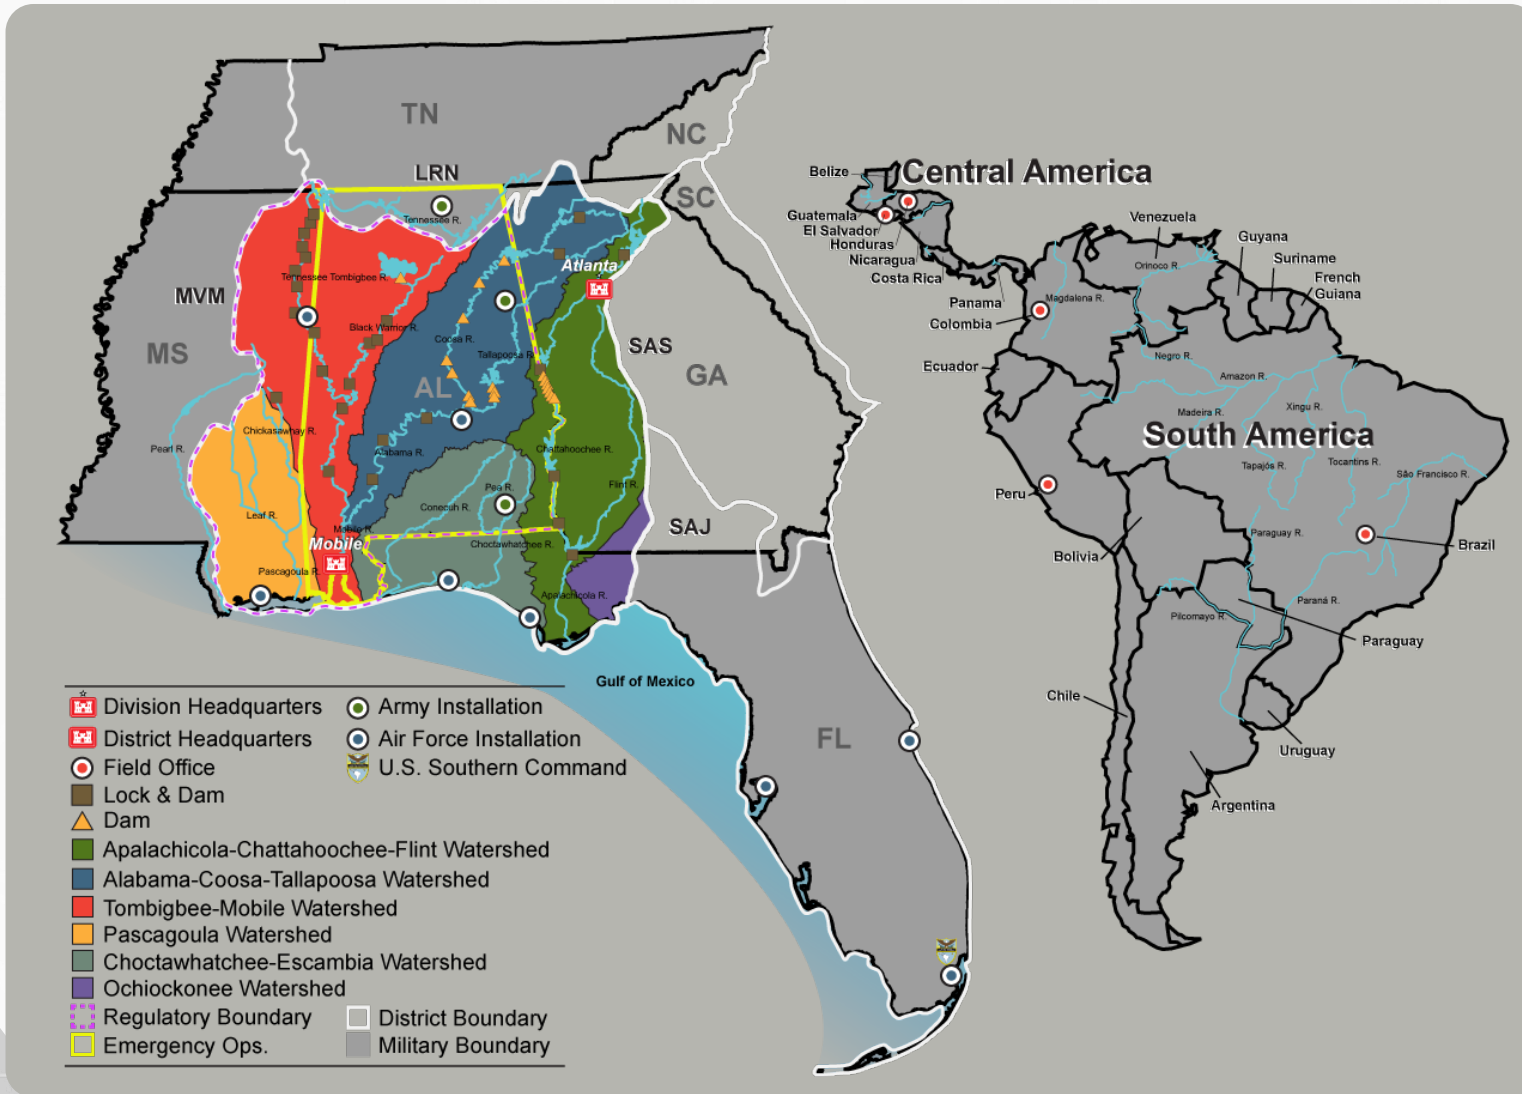 TN
NC
LRN
SC
Tennessee R.
MVM
Tennessee Tombigbee R.
Atlanta
Black Warrior R.
Coosa R.
Tallapoosa R.
SAS
MS
AL
GA
Chickasawhay R.
Pearl R.
Alabama R.
Chattahoochee R.
Pea R.
Flint R.
Conecuh R.
Leaf R.
Mobile R.
SAJ
Mobile
Choctawhatchee R.
Pascagoula R.
Apalachicola R.
Gulf of Mexico
FL
Central America
Belize
Guatemala
El Salvador
Honduras
Nicaragua
Costa Rica
Panama
Colombia
Ecuador
Venezuela
Guyana
Suriname
French
Guiana
Orinoco R.
Magdalena R.
Negro R.
Amazon R.
Madeira R.
Xingu R.
South America
Tapajós R.
Tocantins R.
São Francisco R.
Peru
Paraguay R.
Brazil
Bolivia
Paraná R.
Pilcomayo R.
Paraguay
Chile
Uruguay
Argentina
Division Headquarters
District Headquarters
Field Office
Lock & Dam
Dam
Apalachicola-Chattahoochee-Flint Watershed
Alabama-Coosa-Tallapoosa Watershed
Tombigbee-Mobile Watershed
Pascagoula Watershed
Choctawhatchee-Escambia Watershed
Ochiockonee Watershed
Regulatory Boundary
Emergency Ops.
Army Installation
Air Force Installation
U.S. Southern Command
District Boundary
Military Boundary